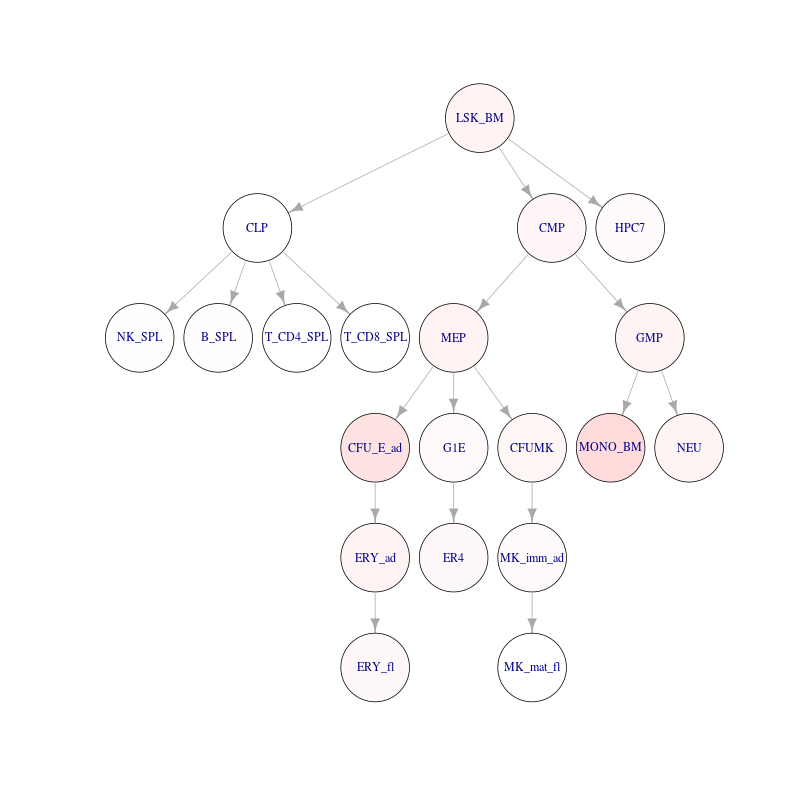 LSK_BM
CLP
CMP
HPC7
NK_SPL
B_SPL
T_CD4_SPL
T_CD8_SPL
MEP
GMP
CFU_E_ad
G1E
CFUMK
MONO_BM
NEU
ERY_ad
ER4
MK_imm_ad
ERY_fl
MK_mat_fl